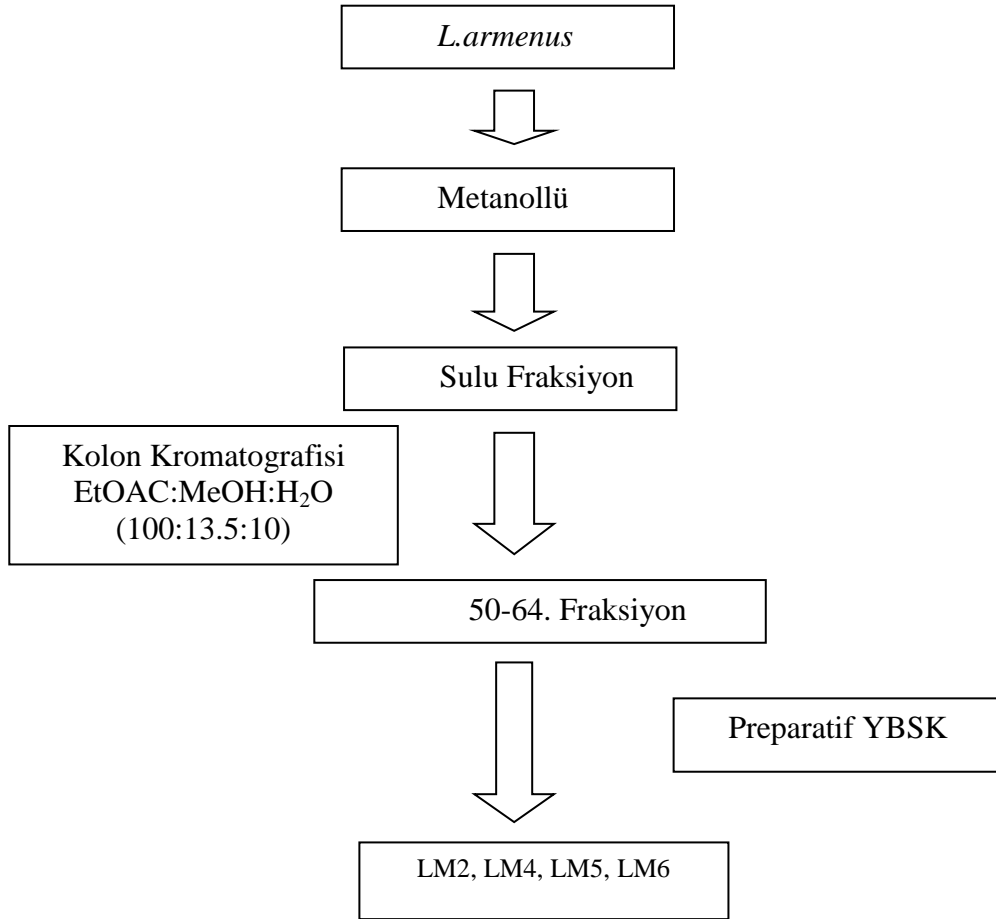 L.armenus
Metanollü
Sulu Fraksiyon
Kolon Kromatografisi
EtOAC:MeOH:H₂O
(100:13.5:10)
50-64. Fraksiyon
Preparatif YBSK
LM2, LM4, LM5, LM6